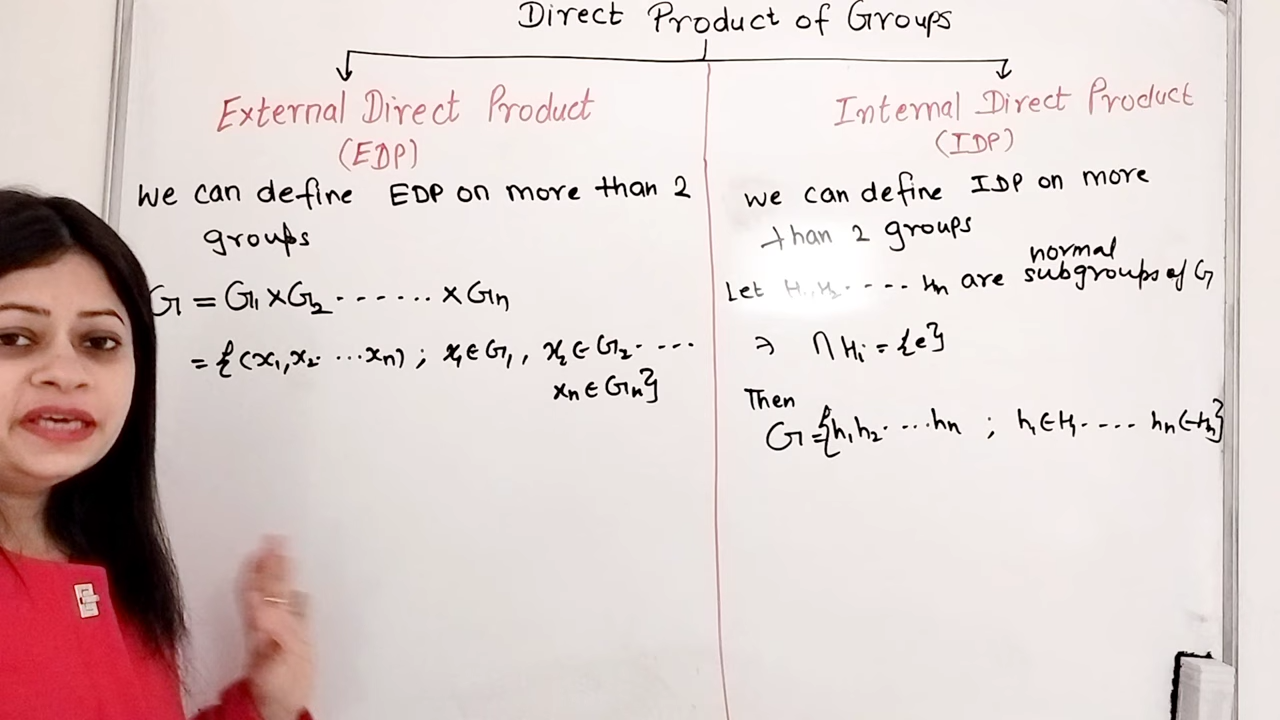 Direct Product of Groups
External Direct Product
(EDP)
we can define EDP on more than 2
groups
G = G₁ × G₂ ······ × Gₙ
= {(x₁, x₂ ···· xₙ) ; x₁ ∈ G₁, x₂ ∈ G₂ ····
xₙ ∈ Gₙ}
Internal Direct Product
(IDP)
we can define IDP on more
than 2 groups
normal
Let H₁, H₂ ····· Hₙ are subgroups of G
∋ ∩ Hᵢ = {e}
Then
G = {h₁h₂ ···· hₙ ; h₁ ∈ H₁ ····· hₙ ∈ Hₙ}